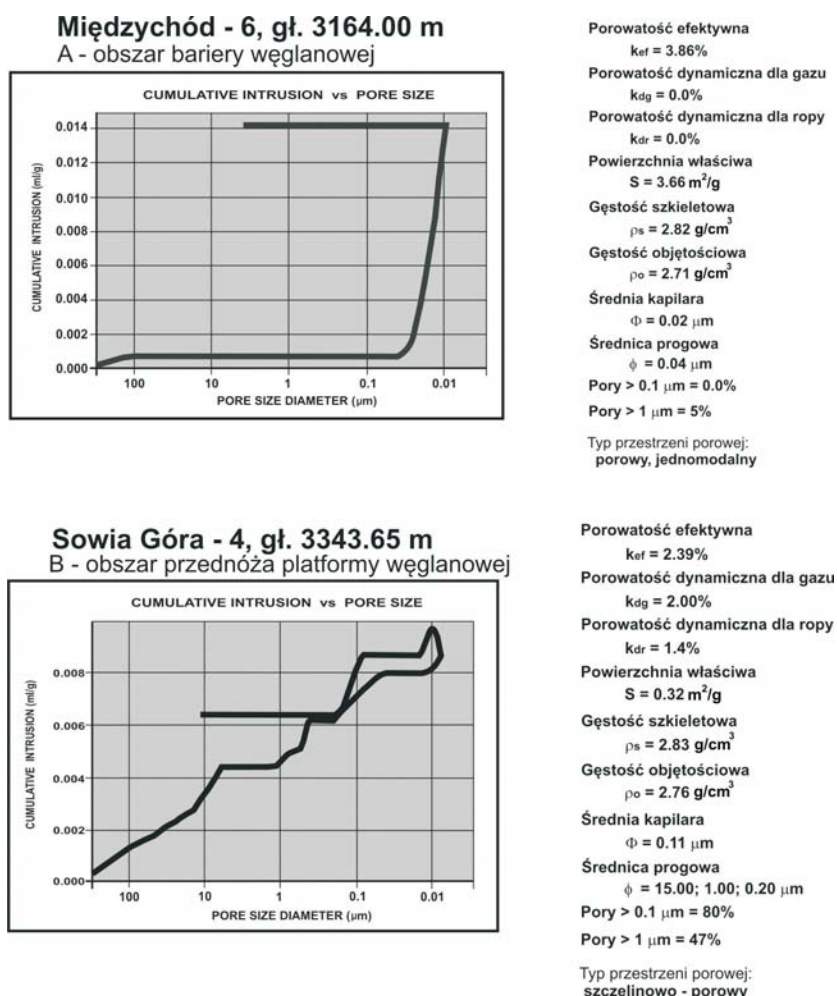 Międzychód - 6, gł. 3164.00 m
A - obszar bariery węglanowej
CUMULATIVE INTRUSION vs PORE SIZE
CUMULATIVE INTRUSION (ml/g)
0.014
0.012
0.010
0.008
0.006
0.004
0.002
0.000
100 10 1 0.1 0.01
PORE SIZE DIAMETER (μm)
Porowatość efektywna
kef = 3.86%
Porowatość dynamiczna dla gazu
kdg = 0.0%
Porowatość dynamiczna dla ropy
kdr = 0.0%
Powierzchnia właściwa
S = 3.66 m²/g
Gęstość szkieletowa
ρs = 2.82 g/cm³
Gęstość objętościowa
ρo = 2.71 g/cm³
Średnia kapilara
Φ = 0.02 μm
Średnica progowa
ϕ = 0.04 μm
Pory > 0.1 μm = 0.0%
Pory > 1 μm = 5%
Typ przestrzeni porowej:
porowy, jednomodalny
Sowia Góra - 4, gł. 3343.65 m
B - obszar przednóża platformy węglanowej
CUMULATIVE INTRUSION vs PORE SIZE
CUMULATIVE INTRUSION (ml/g)
0.008
0.006
0.004
0.002
0.000
100 10 1 0.1 0.01
PORE SIZE DIAMETER (μm)
Porowatość efektywna
kef = 2.39%
Porowatość dynamiczna dla gazu
kdg = 2.00%
Porowatość dynamiczna dla ropy
kdr = 1.4%
Powierzchnia właściwa
S = 0.32 m²/g
Gęstość szkieletowa
ρs = 2.83 g/cm³
Gęstość objętościowa
ρo = 2.76 g/cm³
Średnia kapilara
Φ = 0.11 μm
Średnica progowa
ϕ = 15.00; 1.00; 0.20 μm
Pory > 0.1 μm = 80%
Pory > 1 μm = 47%
Typ przestrzeni porowej:
szczelinowo - porowy